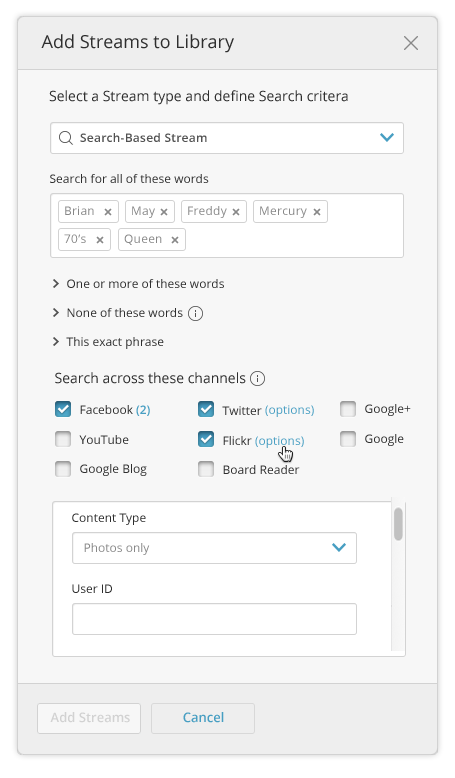 Add Streams to Library
Select a Stream type and define Search critera
Search-Based Stream
Search for all of these words
Brian × May × Freddy × Mercury ×
70's × Queen ×
One or more of these words
None of these words i
This exact phrase
Search across these channels i
Facebook (2) Twitter (options) Google+
YouTube Flickr (options) Google
Google Blog Board Reader
Content Type
Photos only
User ID
Add Streams Cancel